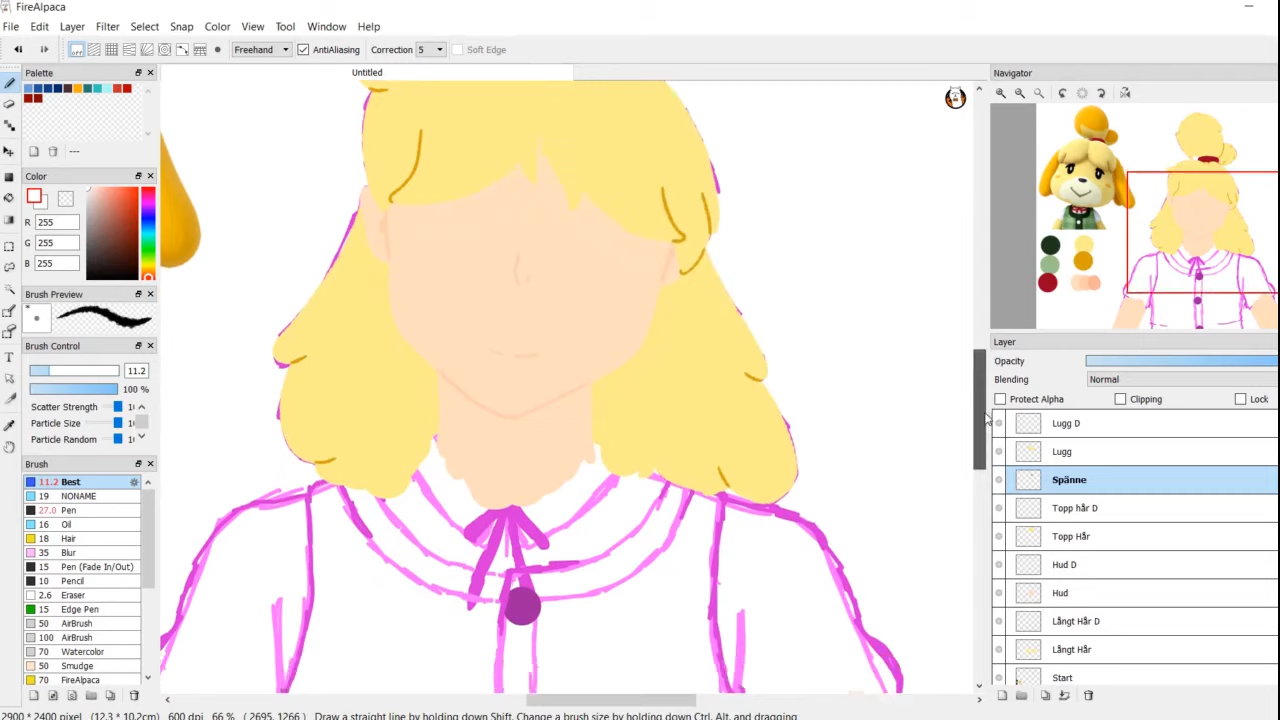 FireAlpaca
File Edit Layer Filter Select Snap Color View Tool Window Help
Freehand AntiAliasing Correction 5 Soft Edge
Palette
Untitled
Navigator
---
Color
R 255
G 255
B 255
Brush Preview
Brush Control
11.2
100 %
Scatter Strength
Particle Size
Particle Random
Brush
11.2 Best
19 NONAME
27.0 Pen
16 Oil
18 Hair
35 Blur
15 Pen (Fade In/Out)
10 Pencil
2.6 Eraser
15 Edge Pen
50 AirBrush
100 AirBrush
70 Watercolor
50 Smudge
70 FireAlpaca
Layer
Opacity
Blending Normal
Protect Alpha Clipping Lock
Lugg D
Lugg
Spänne
Topp hår D
Topp Hår
Hud D
Hud
Långt Hår D
Långt Hår
Start
2900 * 2400 pixel (12.3 * 10.2cm) 600 dpi 66 % ( 2695, 1266 ) Draw a straight line by holding down Shift, Change a brush size by holding down Ctrl, Alt, and dragging